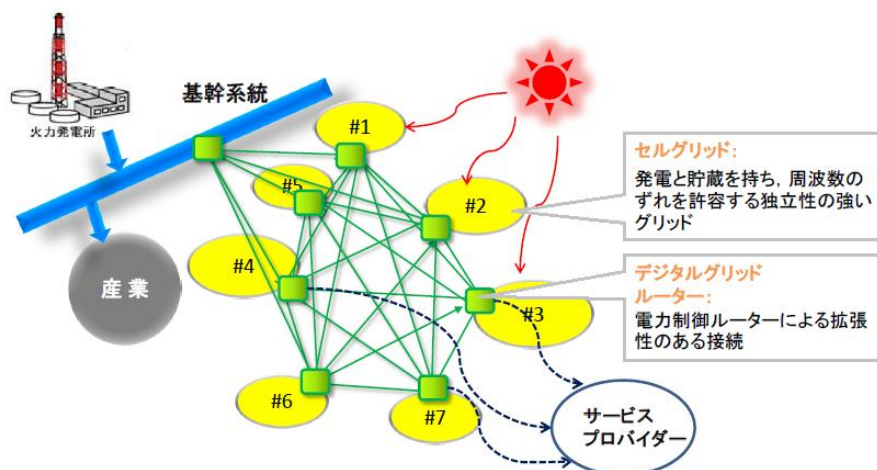 火力発電所
基幹系統
産業
#1
#5
#2
#4
#3
#6
#7
セルグリッド:
発電と貯蔵を持ち，周波数の
ずれを許容する独立性の強い
グリッド
デジタルグリッド
ルーター:
電力制御ルーターによる拡張
性のある接続
サービス
プロバイダー